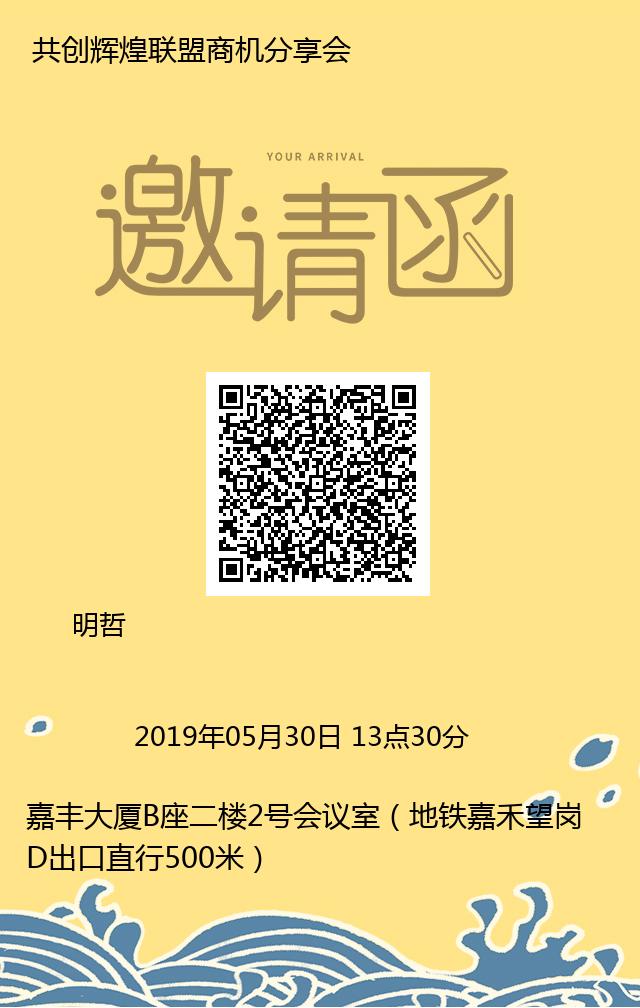 共创辉煌联盟商机分享会
YOUR ARRIVAL
邀请函
明哲
2019年05月30日 13点30分
嘉丰大厦B座二楼2号会议室（地铁嘉禾望岗
D出口直行500米）